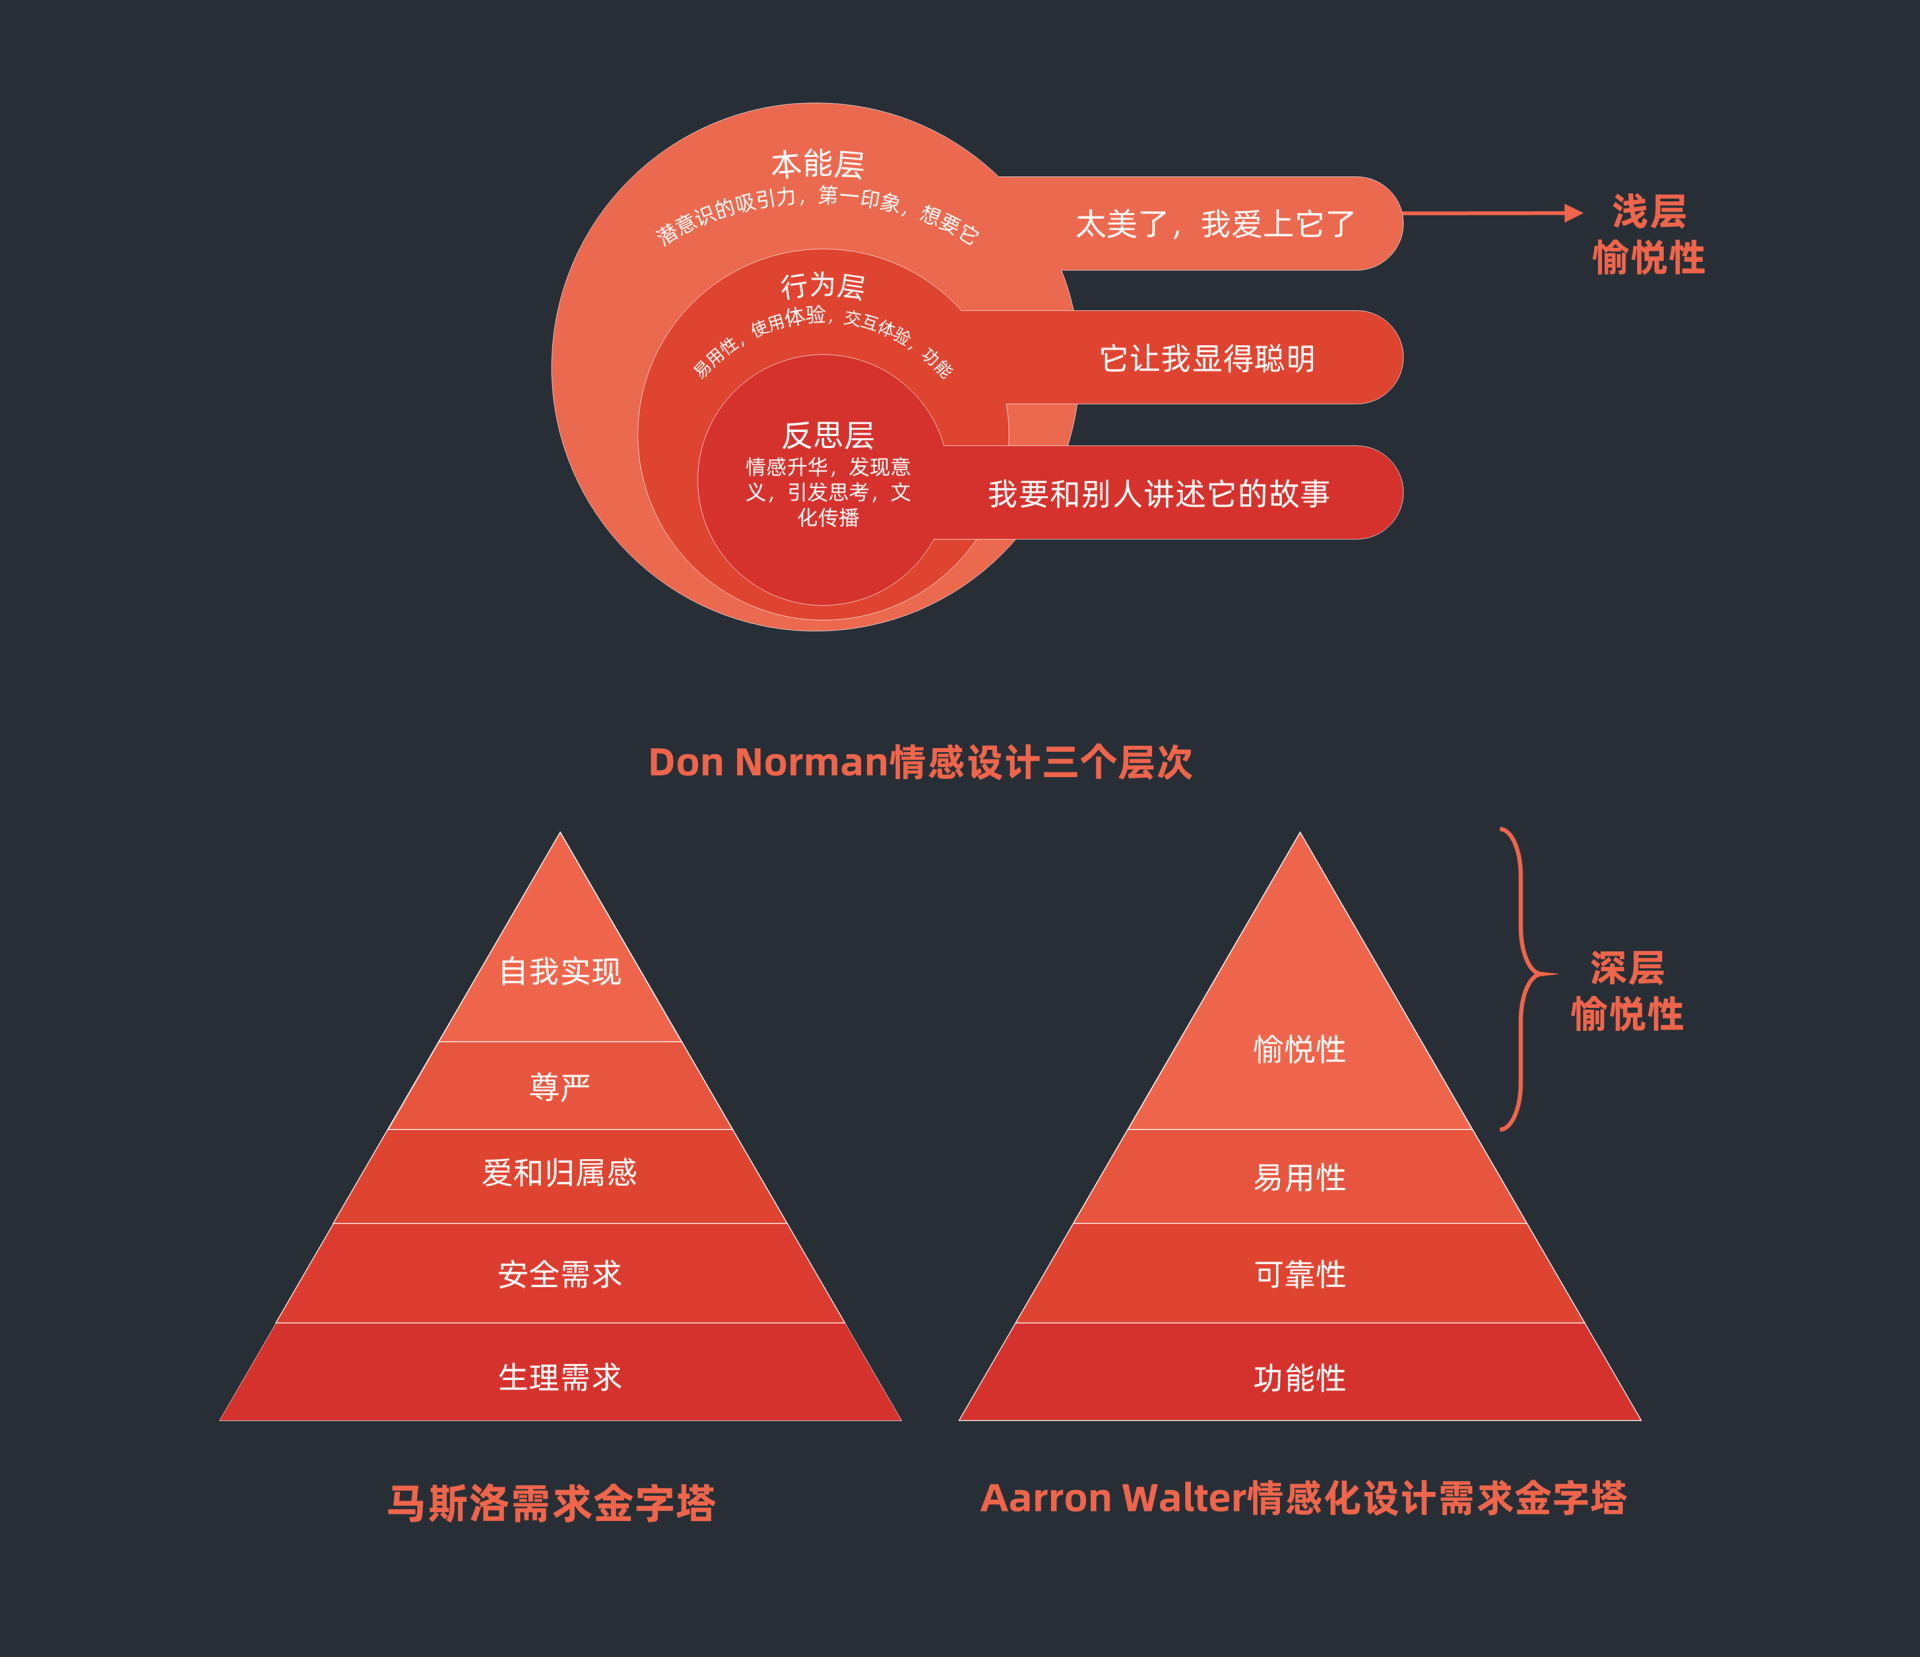 本能层
潜意识的吸引力，第一印象，想要它
太美了，我爱上它了
浅层
愉悦性
行为层
易用性，使用体验，交互体验，功能
它让我显得聪明
反思层
情感升华，发现意
义，引发思考，文
化传播
我要和别人讲述它的故事
Don Norman情感设计三个层次
自我实现
尊严
爱和归属感
安全需求
生理需求
马斯洛需求金字塔
愉悦性
易用性
可靠性
功能性
深层
愉悦性
Aarron Walter情感化设计需求金字塔